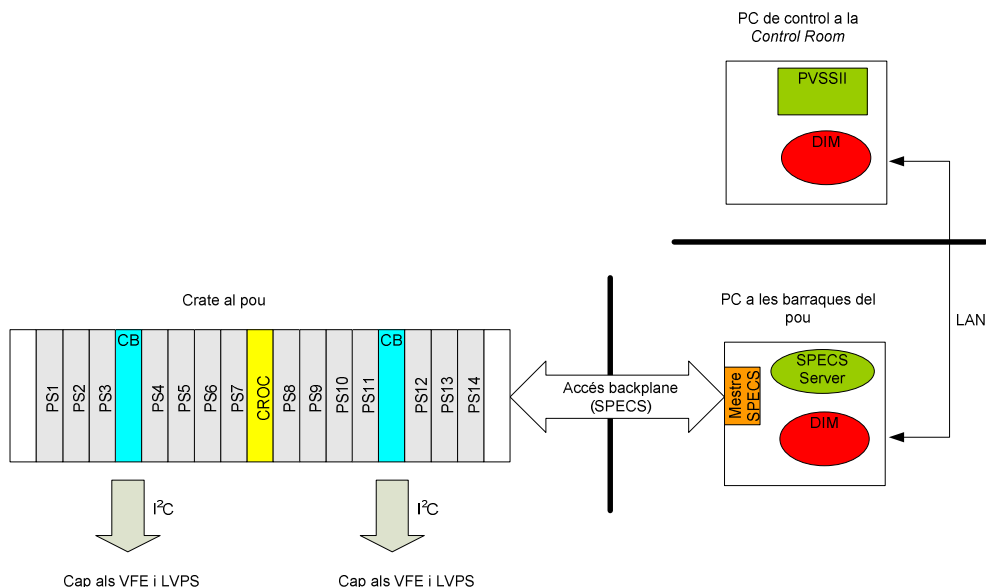 PC de control a la
Control Room
PVSSII
DIM
LAN
PC a les barraques del
pou
SPECS
Server
Mestre
SPECS
DIM
Accés backplane
(SPECS)
Crate al pou
PS1
PS2
PS3
CB
PS4
PS5
PS6
PS7
CROC
PS8
PS9
PS10
PS11
CB
PS12
PS13
PS14
I²C
I²C
Cap als VFE i LVPS
Cap als VFE i LVPS